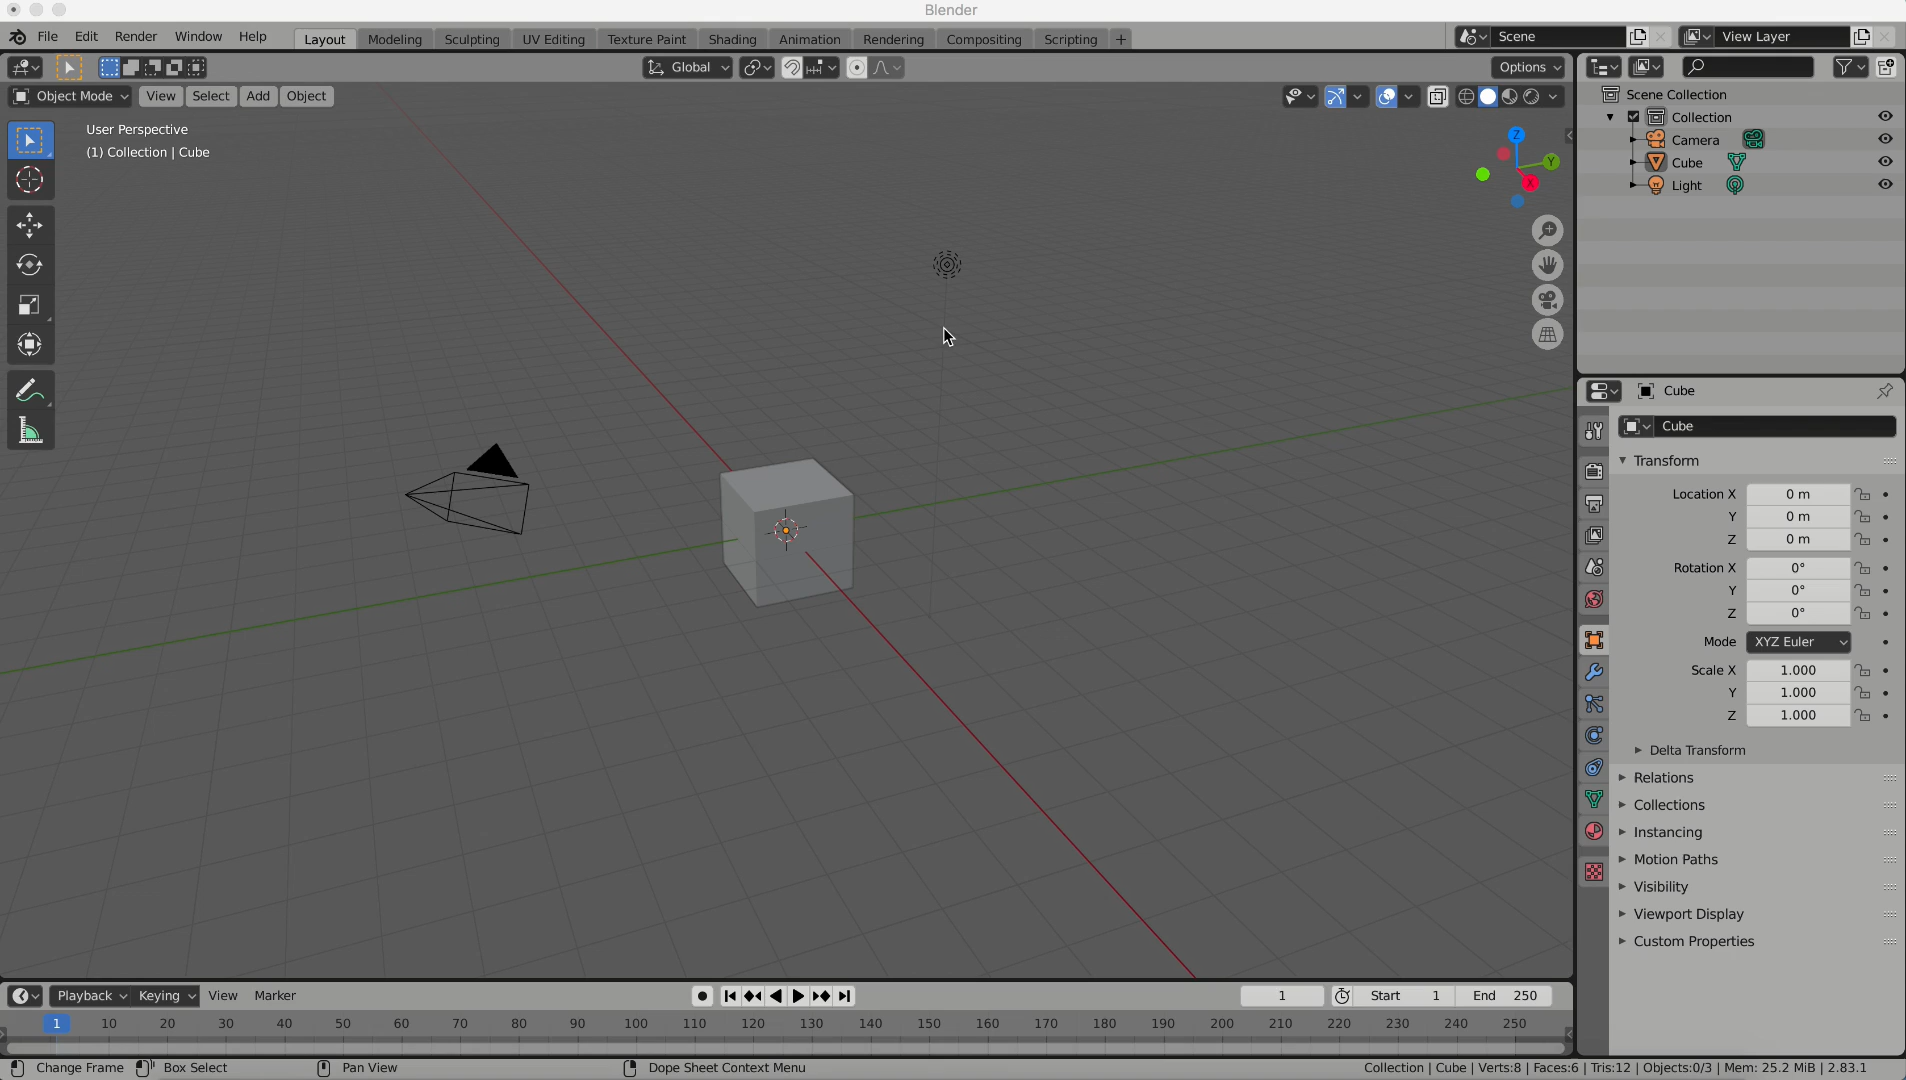 Blender
File Edit Render Window Help Layout Modeling Sculpting UV Editing Texture Paint Shading Animation Rendering Compositing Scripting + Scene View Layer
Global Options
Object Mode View Select Add Object
User Perspective
(1) Collection | Cube
Z
Y
X
Scene Collection
Collection
Camera
Cube
Light
Cube
Cube
Transform
Location X 0 m
Y 0 m
Z 0 m
Rotation X 0°
Y 0°
Z 0°
Mode XYZ Euler
Scale X 1.000
Y 1.000
Z 1.000
Delta Transform
Relations
Collections
Instancing
Motion Paths
Visibility
Viewport Display
Custom Properties
Playback Keying View Marker 1 Start 1 End 250
1 10 20 30 40 50 60 70 80 90 100 110 120 130 140 150 160 170 180 190 200 210 220 230 240 250
Change Frame Box Select Pan View Dope Sheet Context Menu Collection | Cube | Verts:8 | Faces:6 | Tris:12 | Objects:0/3 | Mem: 25.2 MiB | 2.83.1